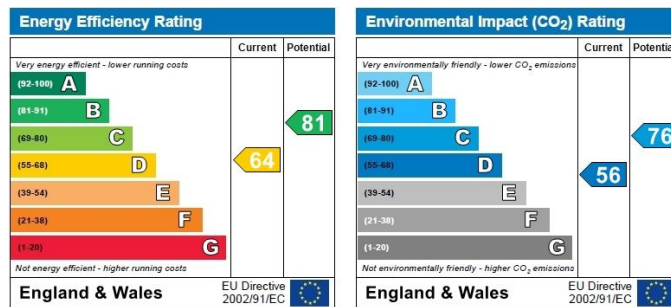 Energy Efficiency Rating
Current Potential
Very energy efficient - lower running costs
(92-100) A
(81-91) B
81
(69-80) C
(55-68) D
64
(39-54) E
(21-38) F
(1-20) G
Not energy efficient - higher running costs
England & Wales
EU Directive
2002/91/EC
Environmental Impact (CO₂) Rating
Current Potential
Very environmentally friendly - lower CO₂ emissions
(92-100) A
(81-91) B
(69-80) C
76
(55-68) D
56
(39-54) E
(21-38) F
(1-20) G
Not environmentally friendly - higher CO₂ emissions
England & Wales
EU Directive
2002/91/EC